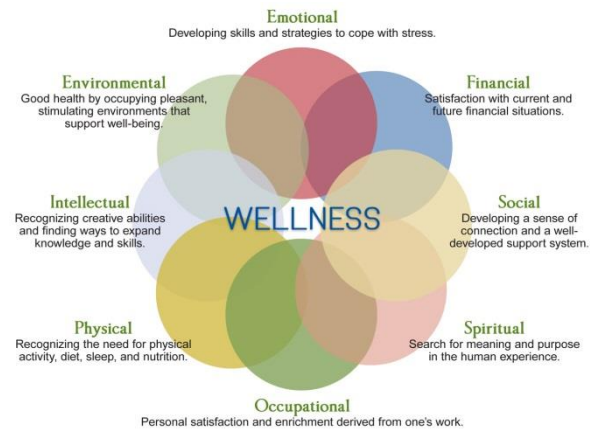 Emotional
Developing skills and strategies to cope with stress.
Environmental
Good health by occupying pleasant,
stimulating environments that
support well-being.
Financial
Satisfaction with current and
future financial situations.
Intellectual
Recognizing creative abilities
and finding ways to expand
knowledge and skills.
WELLNESS
Social
Developing a sense of
connection and a well-
developed support system.
Physical
Recognizing the need for physical
activity, diet, sleep, and nutrition.
Spiritual
Search for meaning and purpose
in the human experience.
Occupational
Personal satisfaction and enrichment derived from one's work.